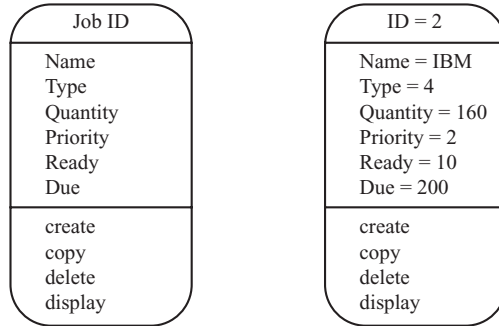 Job ID
Name
Type
Quantity
Priority
Ready
Due
create
copy
delete
display
ID = 2
Name = IBM
Type = 4
Quantity = 160
Priority = 2
Ready = 10
Due = 200
create
copy
delete
display